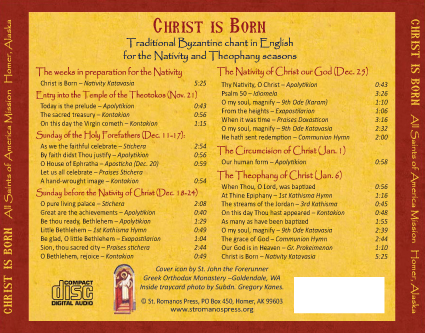 CHRIST IS BORN
Traditional Byzantine chant in English
for the Nativity and Theophany seasons
The weeks in preparation for the Nativity
Christ is Born – Nativity Katavasia 5:25
Entry into the Temple of the Theotokos (Nov. 21)
Today is the prelude – Apolytikion 0:43
The sacred treasury – Kontakion 0:56
On this day the Virgin cometh – Kontakion 1:15
Sunday of the Holy Forefathers (Dec. 11-17):
As we the faithful celebrate – Sticherа 2:54
By faith didst Thou justify – Apolytikion 0:56
O House of Ephratha – Aposticha (Dec. 20) 0:59
Let us all celebrate – Praises Sticherа
A hand-wrought image – Kontakion 0:54
Sunday before the Nativity of Christ (Dec. 18-24)
O pure living palace – Sticherа 2:08
Great are the achievements – Apolytikion 0:40
Be thou ready, Bethlehem – Apolytikion 1:29
Little Bethlehem – 1st Kathisma Hymn 0:49
Be glad, O little Bethlehem – Exapostilarion 1:04
Sion, thou sacred city – Praises stichera 2:44
O Bethlehem, rejoice – Kontakion 0:49
The Nativity of Christ our God (Dec. 25)
Thy Nativity, O Christ – Apolytikion 0:43
Psalm 50 – Idiomela 3:26
O my soul, magnify – 9th Ode (Karam) 1:10
From the heights – Exapostilarion 1:06
When it was time – Praises Doxasticon 3:16
O my soul, magnify – 9th Ode Katavasia 2:32
He hath sent redemption – Communion Hymn 2:00
The Circumcision of Christ (Jan. 1)
Our human form – Apolytikion 0:58
The Theophany of Christ (Jan. 6)
When Thou, O Lord, was baptized 0:56
At Thine Epiphany – 1st Kathisma Hymn 1:16
The streams of the Jordan – 3rd Kathisma 0:45
On this day Thou hast appeared – Kontakion 0:48
As many as have been baptized 1:55
O my soul, magnify – 9th Ode Katavasia 2:39
The grace of God – Communion Hymn 2:44
Our God is in Heaven – Gr. Prokeimenon 1:10
Christ is Born – Nativity Katavasia 5:25
COMPACT
disc
DIGITAL AUDIO
Cover icon by St. John the Forerunner
Greek Orthodox Monastery –Goldendale, WA
Inside traycard photo by Subdn. Gregory Kanes.
© St. Romanos Press, PO Box 450, Homer, AK 99603
www.stromanospress.org
CHRIST IS BORN All Saints of America Mission Homer, Alaska
CHRIST IS BORN All Saints of America Mission Homer, Alaska